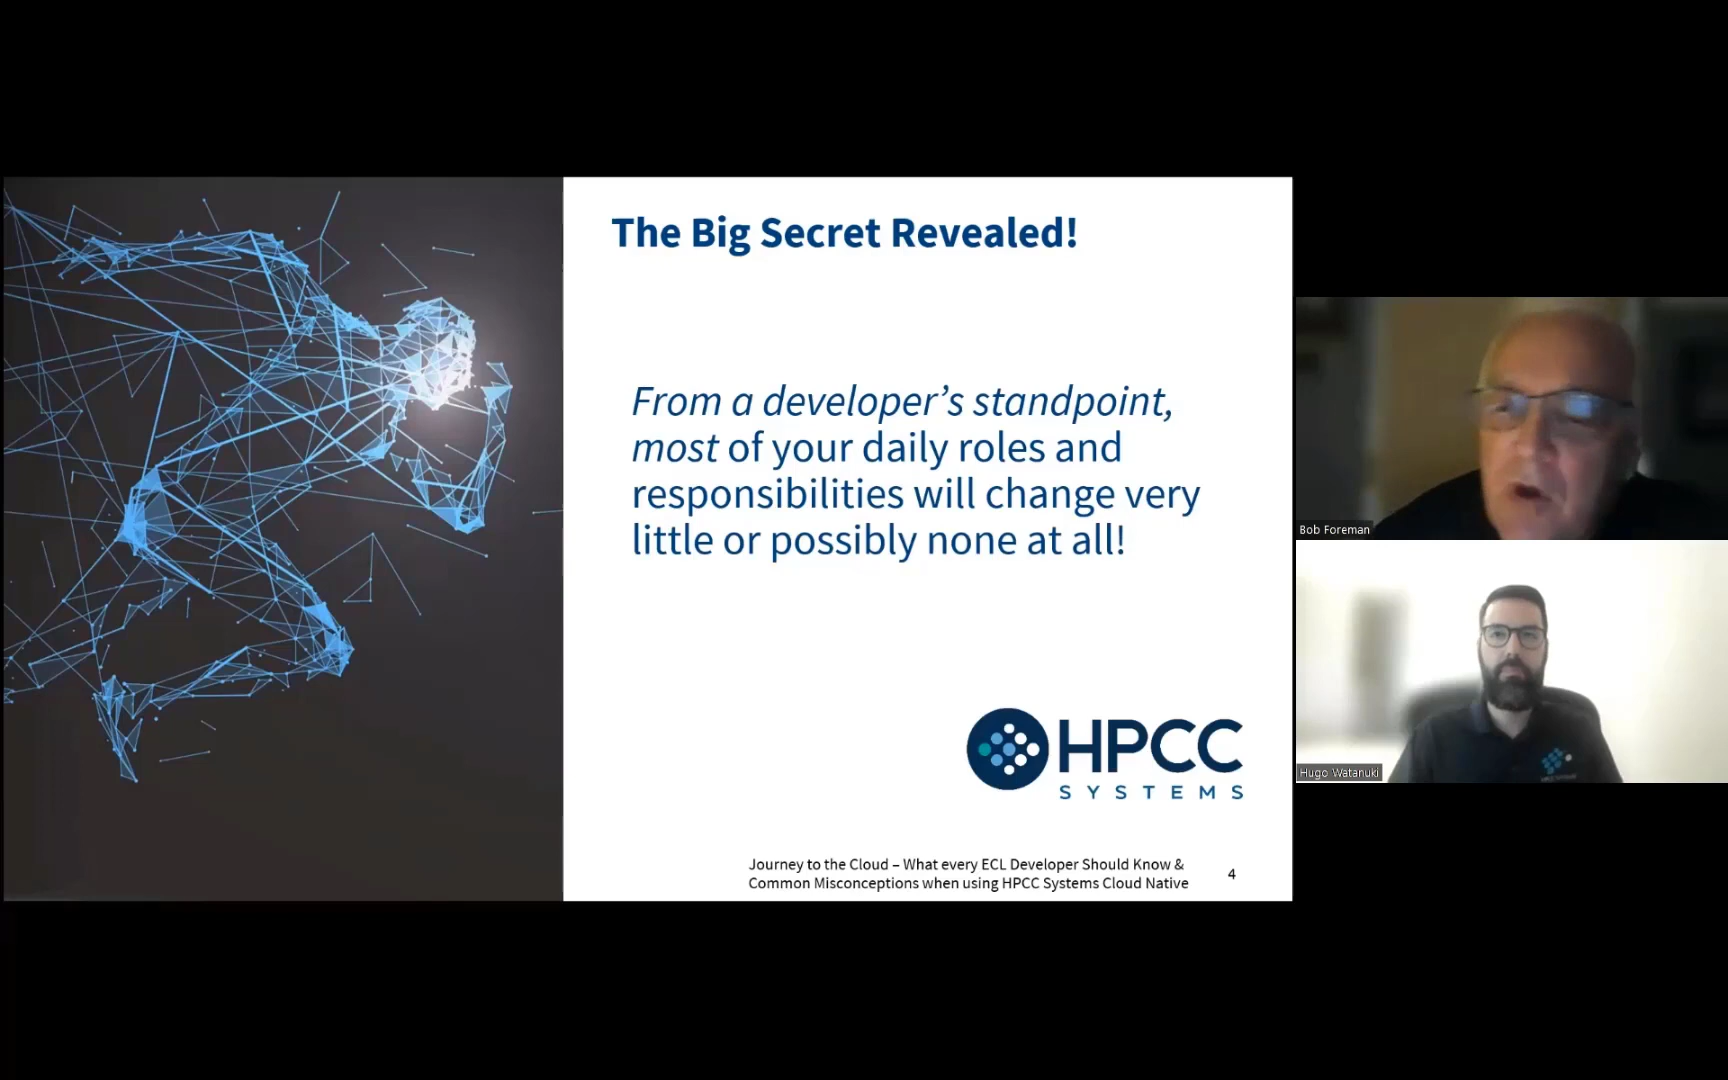 The Big Secret Revealed!
From a developer’s standpoint,
most of your daily roles and
responsibilities will change very
little or possibly none at all!
HPCC
SYSTEMS
Journey to the Cloud – What every ECL Developer Should Know &
Common Misconceptions when using HPCC Systems Cloud Native
4
Bob Foreman
Hugo Watanuki